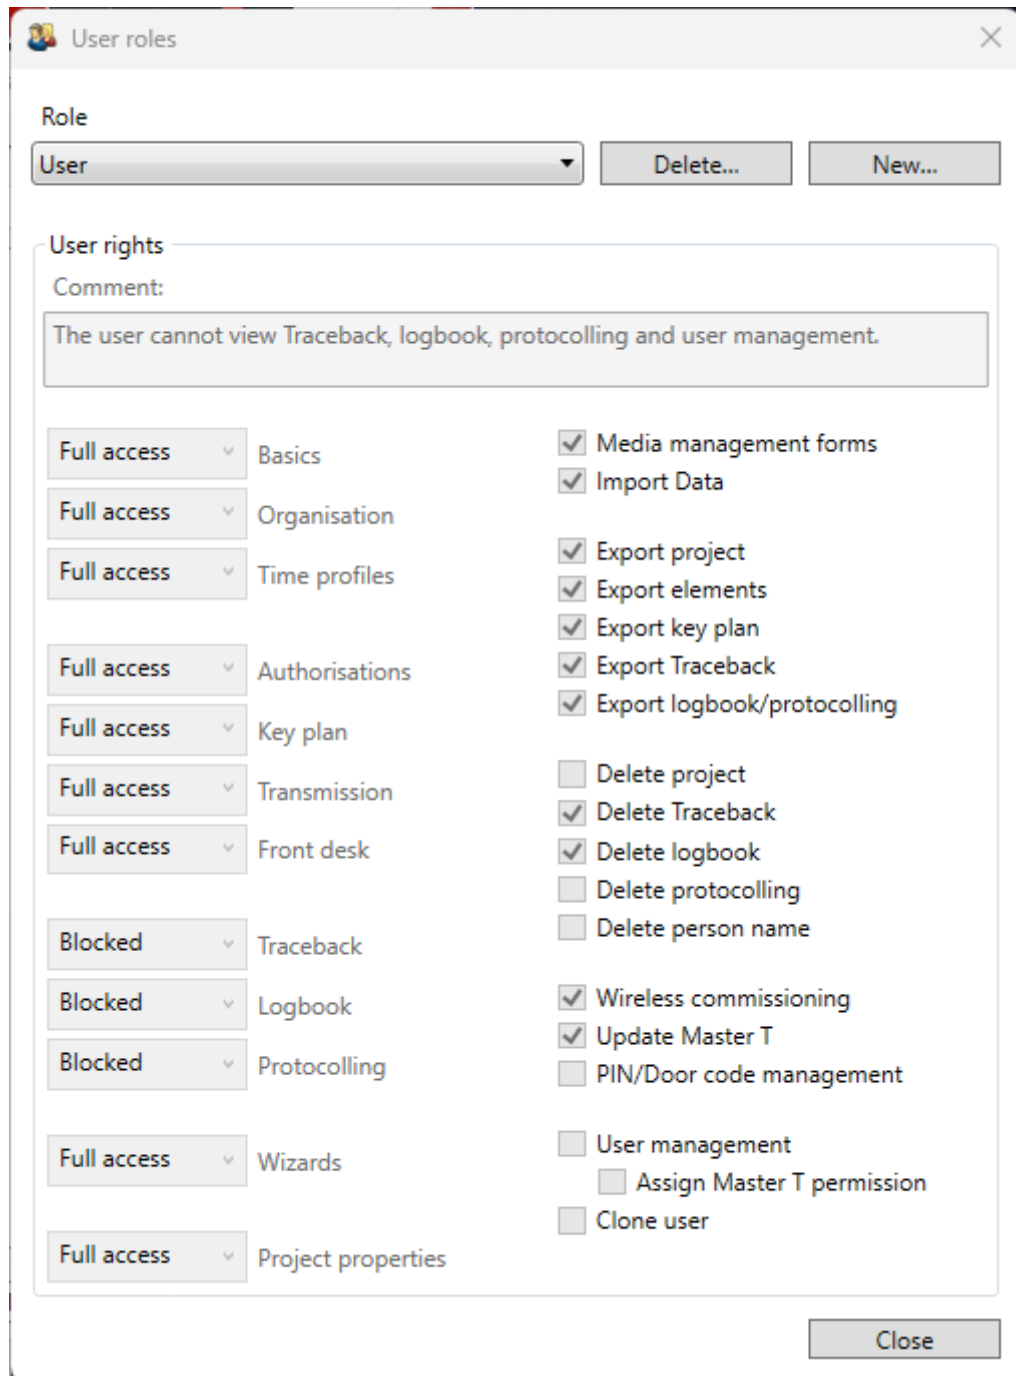 User roles
Role
User
Delete...
New...
User rights
Comment:
The user cannot view Traceback, logbook, protocolling and user management.
Full access Basics
Full access Organisation
Full access Time profiles
Full access Authorisations
Full access Key plan
Full access Transmission
Full access Front desk
Blocked Traceback
Blocked Logbook
Blocked Protocolling
Full access Wizards
Full access Project properties
Media management forms
Import Data
Export project
Export elements
Export key plan
Export Traceback
Export logbook/protocolling
Delete project
Delete Traceback
Delete logbook
Delete protocolling
Delete person name
Wireless commissioning
Update Master T
PIN/Door code management
User management
Assign Master T permission
Clone user
Close